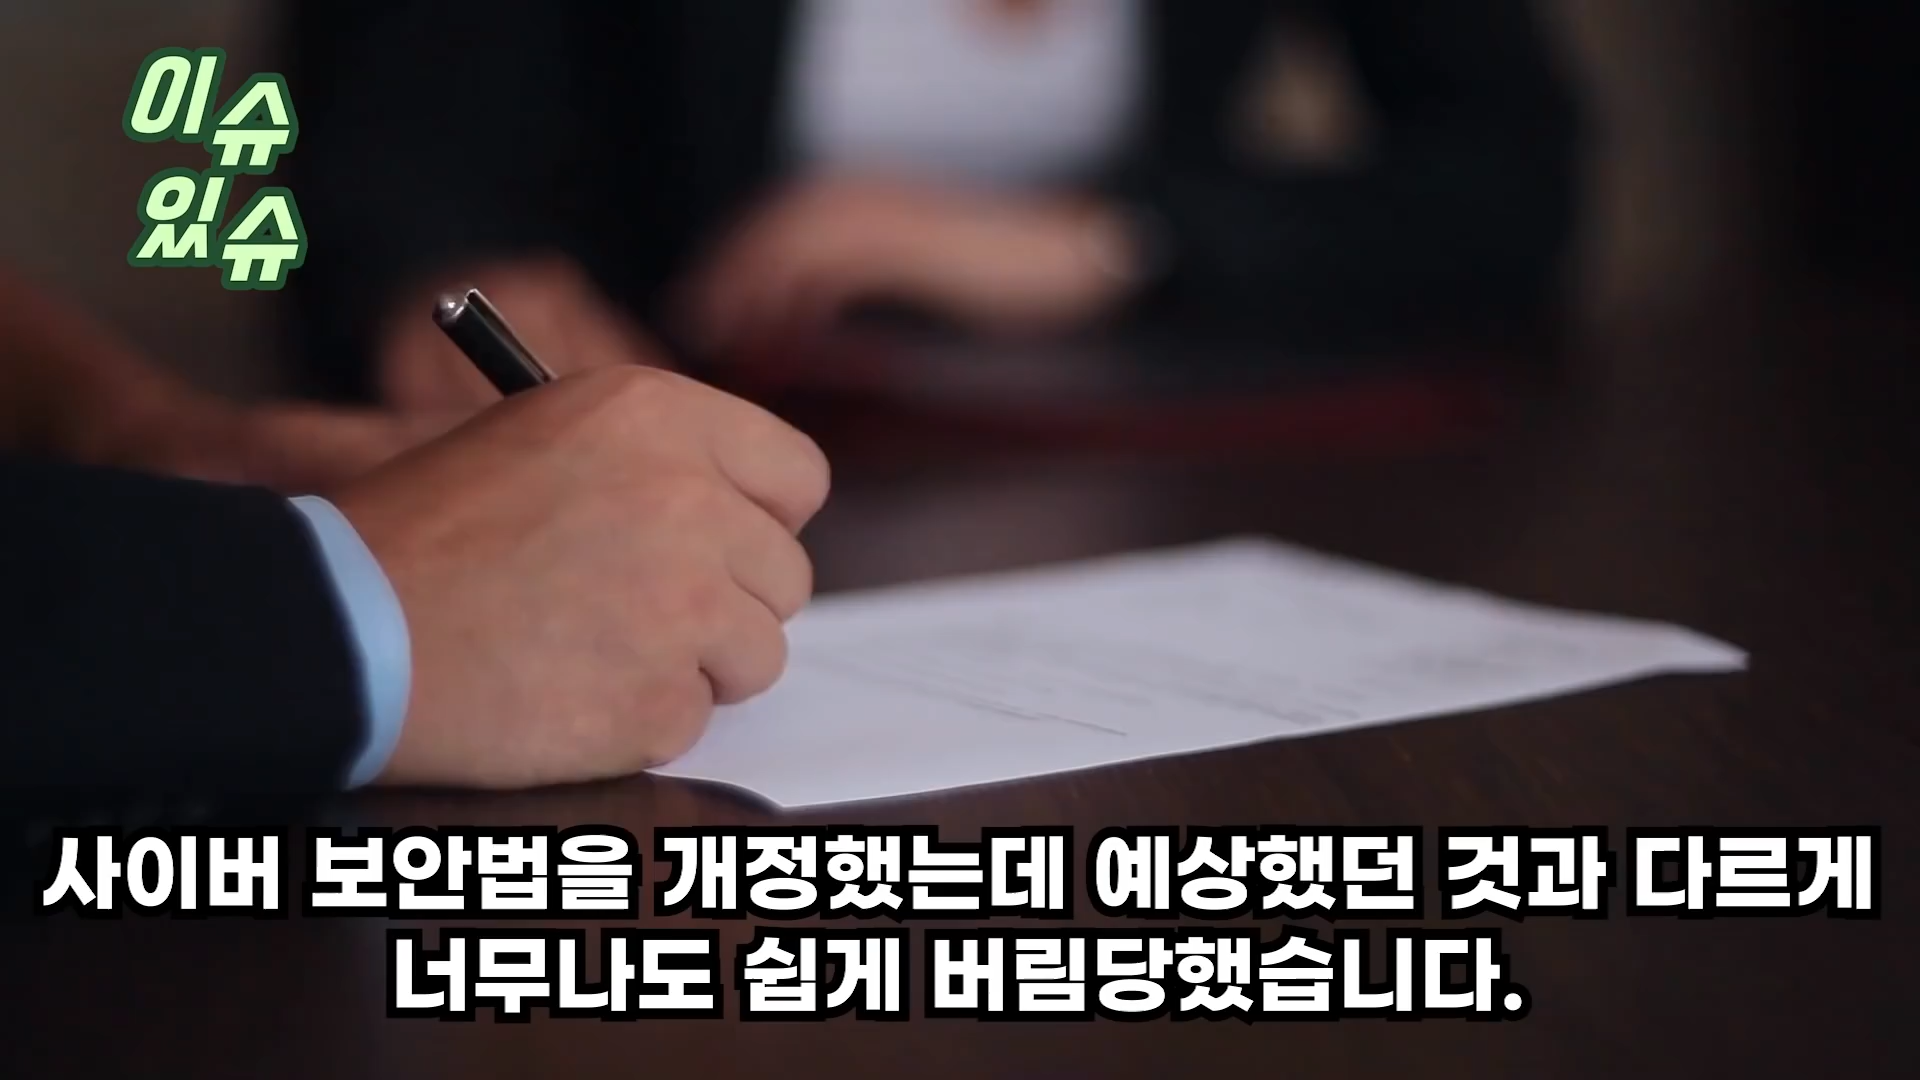 이슈
있슈
사이버 보안법을 개정했는데 예상했던 것과 다르게
너무나도 쉽게 버림당했습니다.